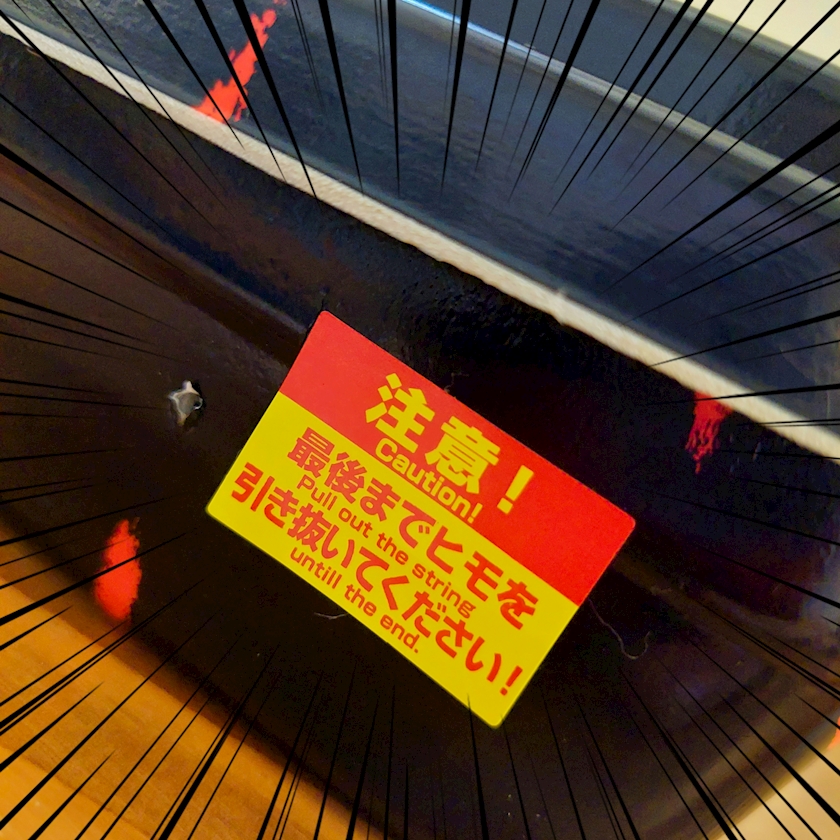 注意！
Caution!
最後までヒモを
Pull out the string
引き抜いてください！
untill the end.